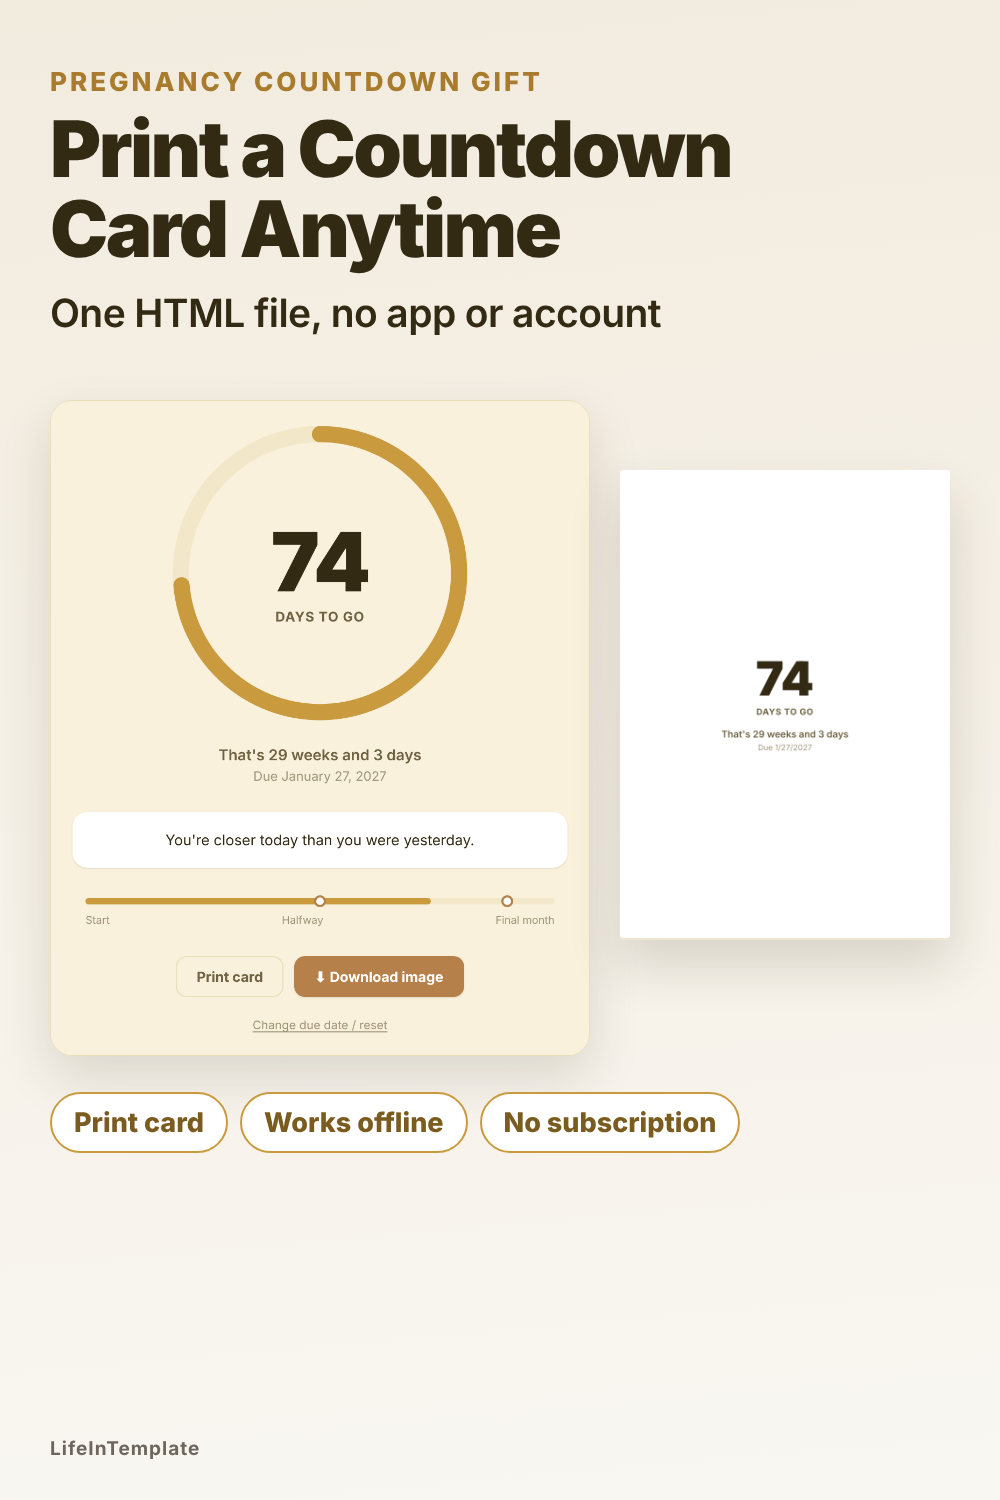 PREGNANCY COUNTDOWN GIFT
Print a Countdown
Card Anytime
One HTML file, no app or account
74
DAYS TO GO
That's 29 weeks and 3 days
Due January 27, 2027
You're closer today than you were yesterday.
Start
Halfway
Final month
Print card
⬇ Download image
Change due date / reset
74
DAYS TO GO
That's 29 weeks and 3 days
Due 1/27/2027
Print card
Works offline
No subscription
LifeInTemplate